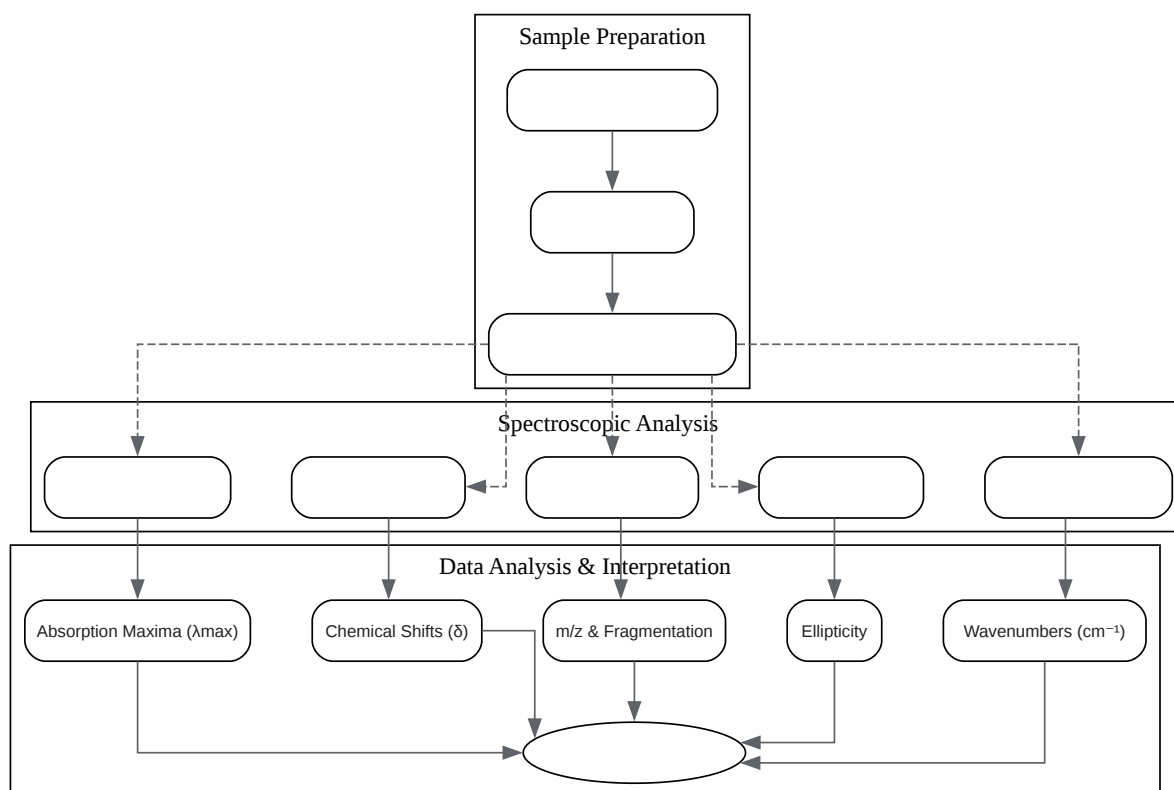 Sample Preparation
Spectroscopic Analysis
Data Analysis & Interpretation
Absorption Maxima (λmax)
Chemical Shifts (δ)
m/z & Fragmentation
Ellipticity
Wavenumbers (cm⁻¹)